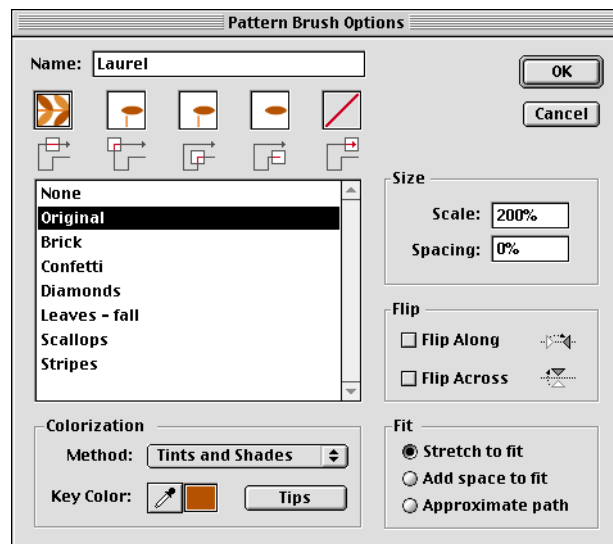 Pattern Brush Options
Name: Laurel
OK
Cancel
None
Original
Brick
Confetti
Diamonds
Leaves - fall
Scallops
Stripes
Size
Scale: 200%
Spacing: 0%
Flip
Flip Along
Flip Across
Colorization
Method: Tints and Shades
Key Color:
Tips
Fit
Stretch to fit
Add space to fit
Approximate path